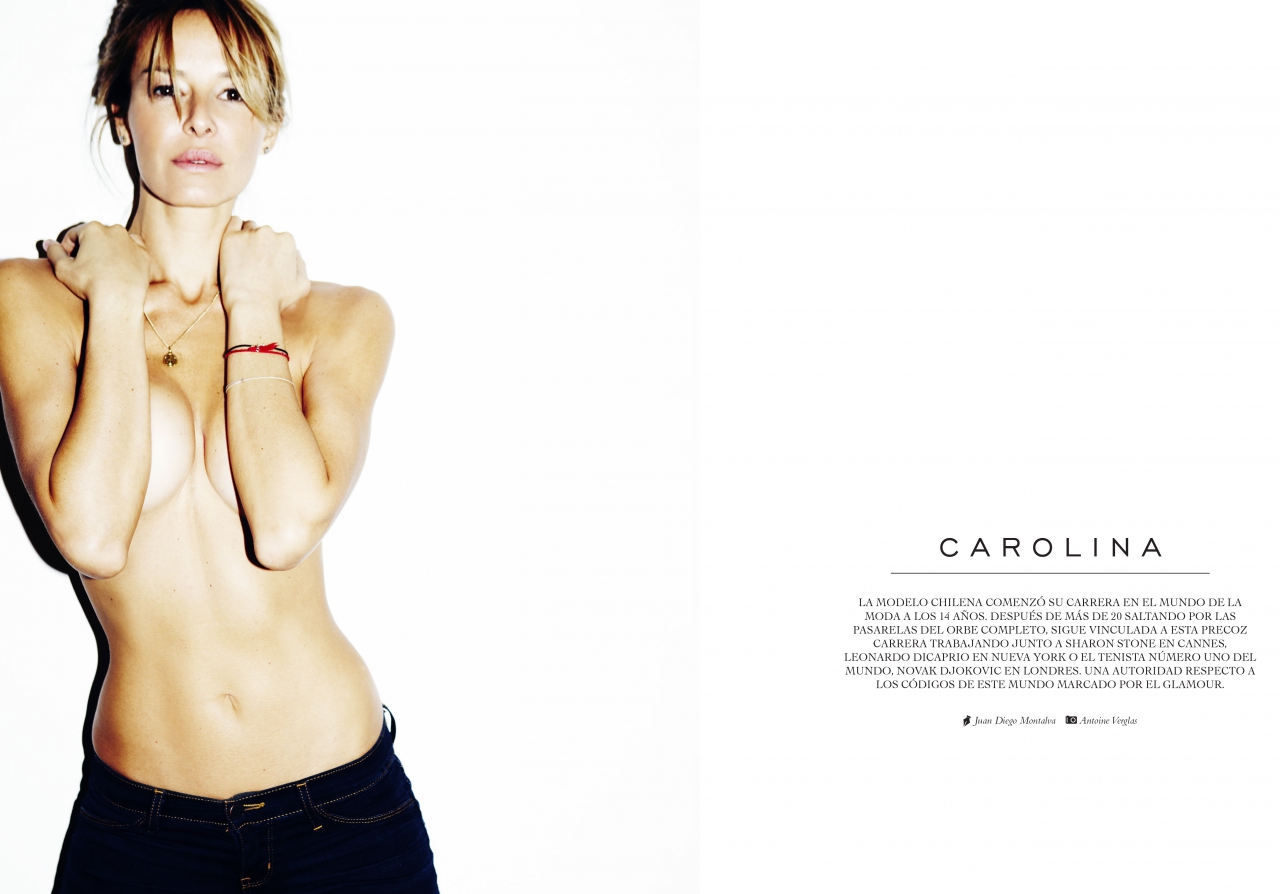 CAROLINA
LA MODELO CHILENA COMENZÓ SU CARRERA EN EL MUNDO DE LA
MODA A LOS 14 AÑOS. DESPUÉS DE MÁS DE 20 SALTANDO POR LAS
PASARELAS DEL ORBE COMPLETO, SIGUE VINCULADA A ESTA PRECOZ
CARRERA TRABAJANDO JUNTO A SHARON STONE EN CANNES,
LEONARDO DICAPRIO EN NUEVA YORK O EL TENISTA NÚMERO UNO DEL
MUNDO, NOVAK DJOKOVIC EN LONDRES. UNA AUTORIDAD RESPECTO A
LOS CÓDIGOS DE ESTE MUNDO MARCADO POR EL GLAMOUR.
Juan Diego Montalva Antoine Verglas